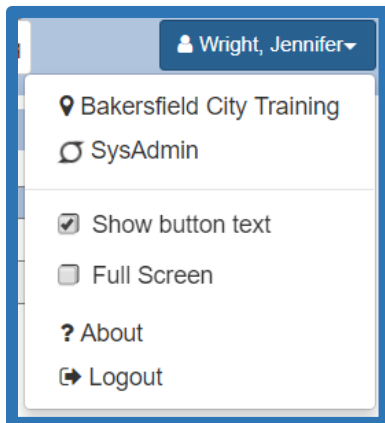 Wright, Jennifer
Bakersfield City Training
SysAdmin
Show button text
Full Screen
? About
Logout